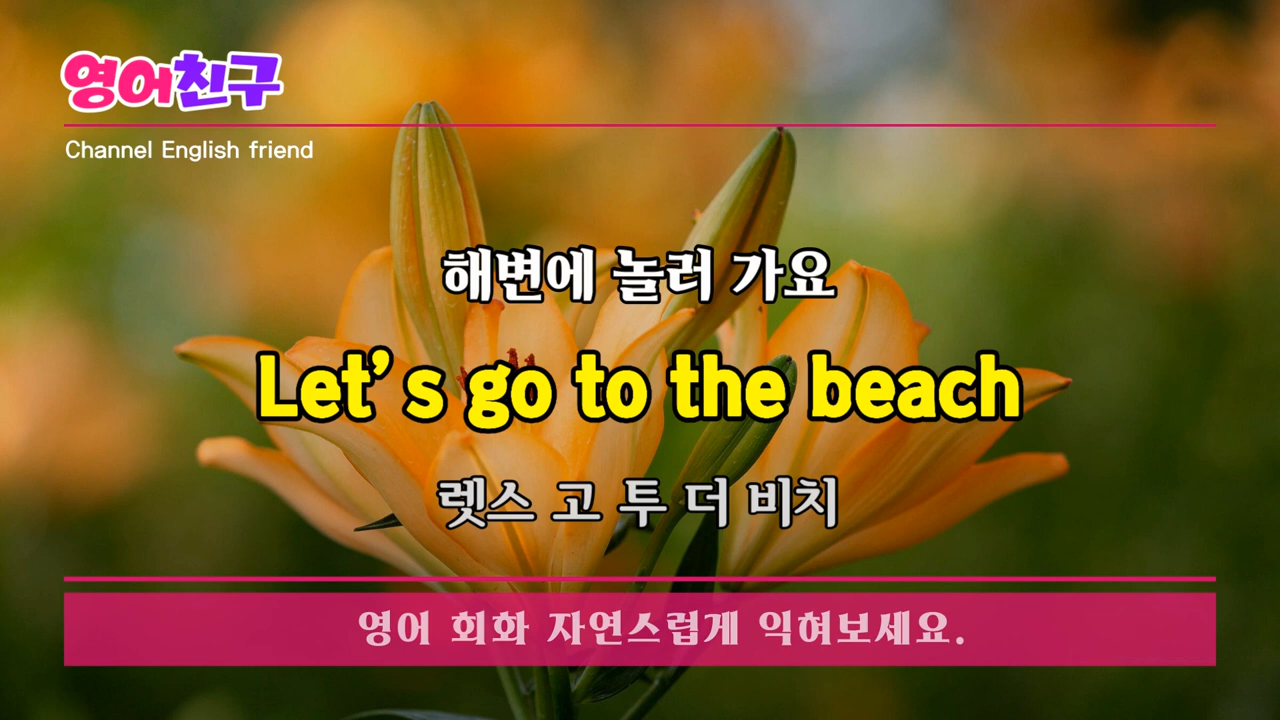 영어친구
Channel English friend
해변에 놀러 가요
Let’s go to the beach
렛스 고 투 더 비치
영어 회화 자연스럽게 익혀보세요.